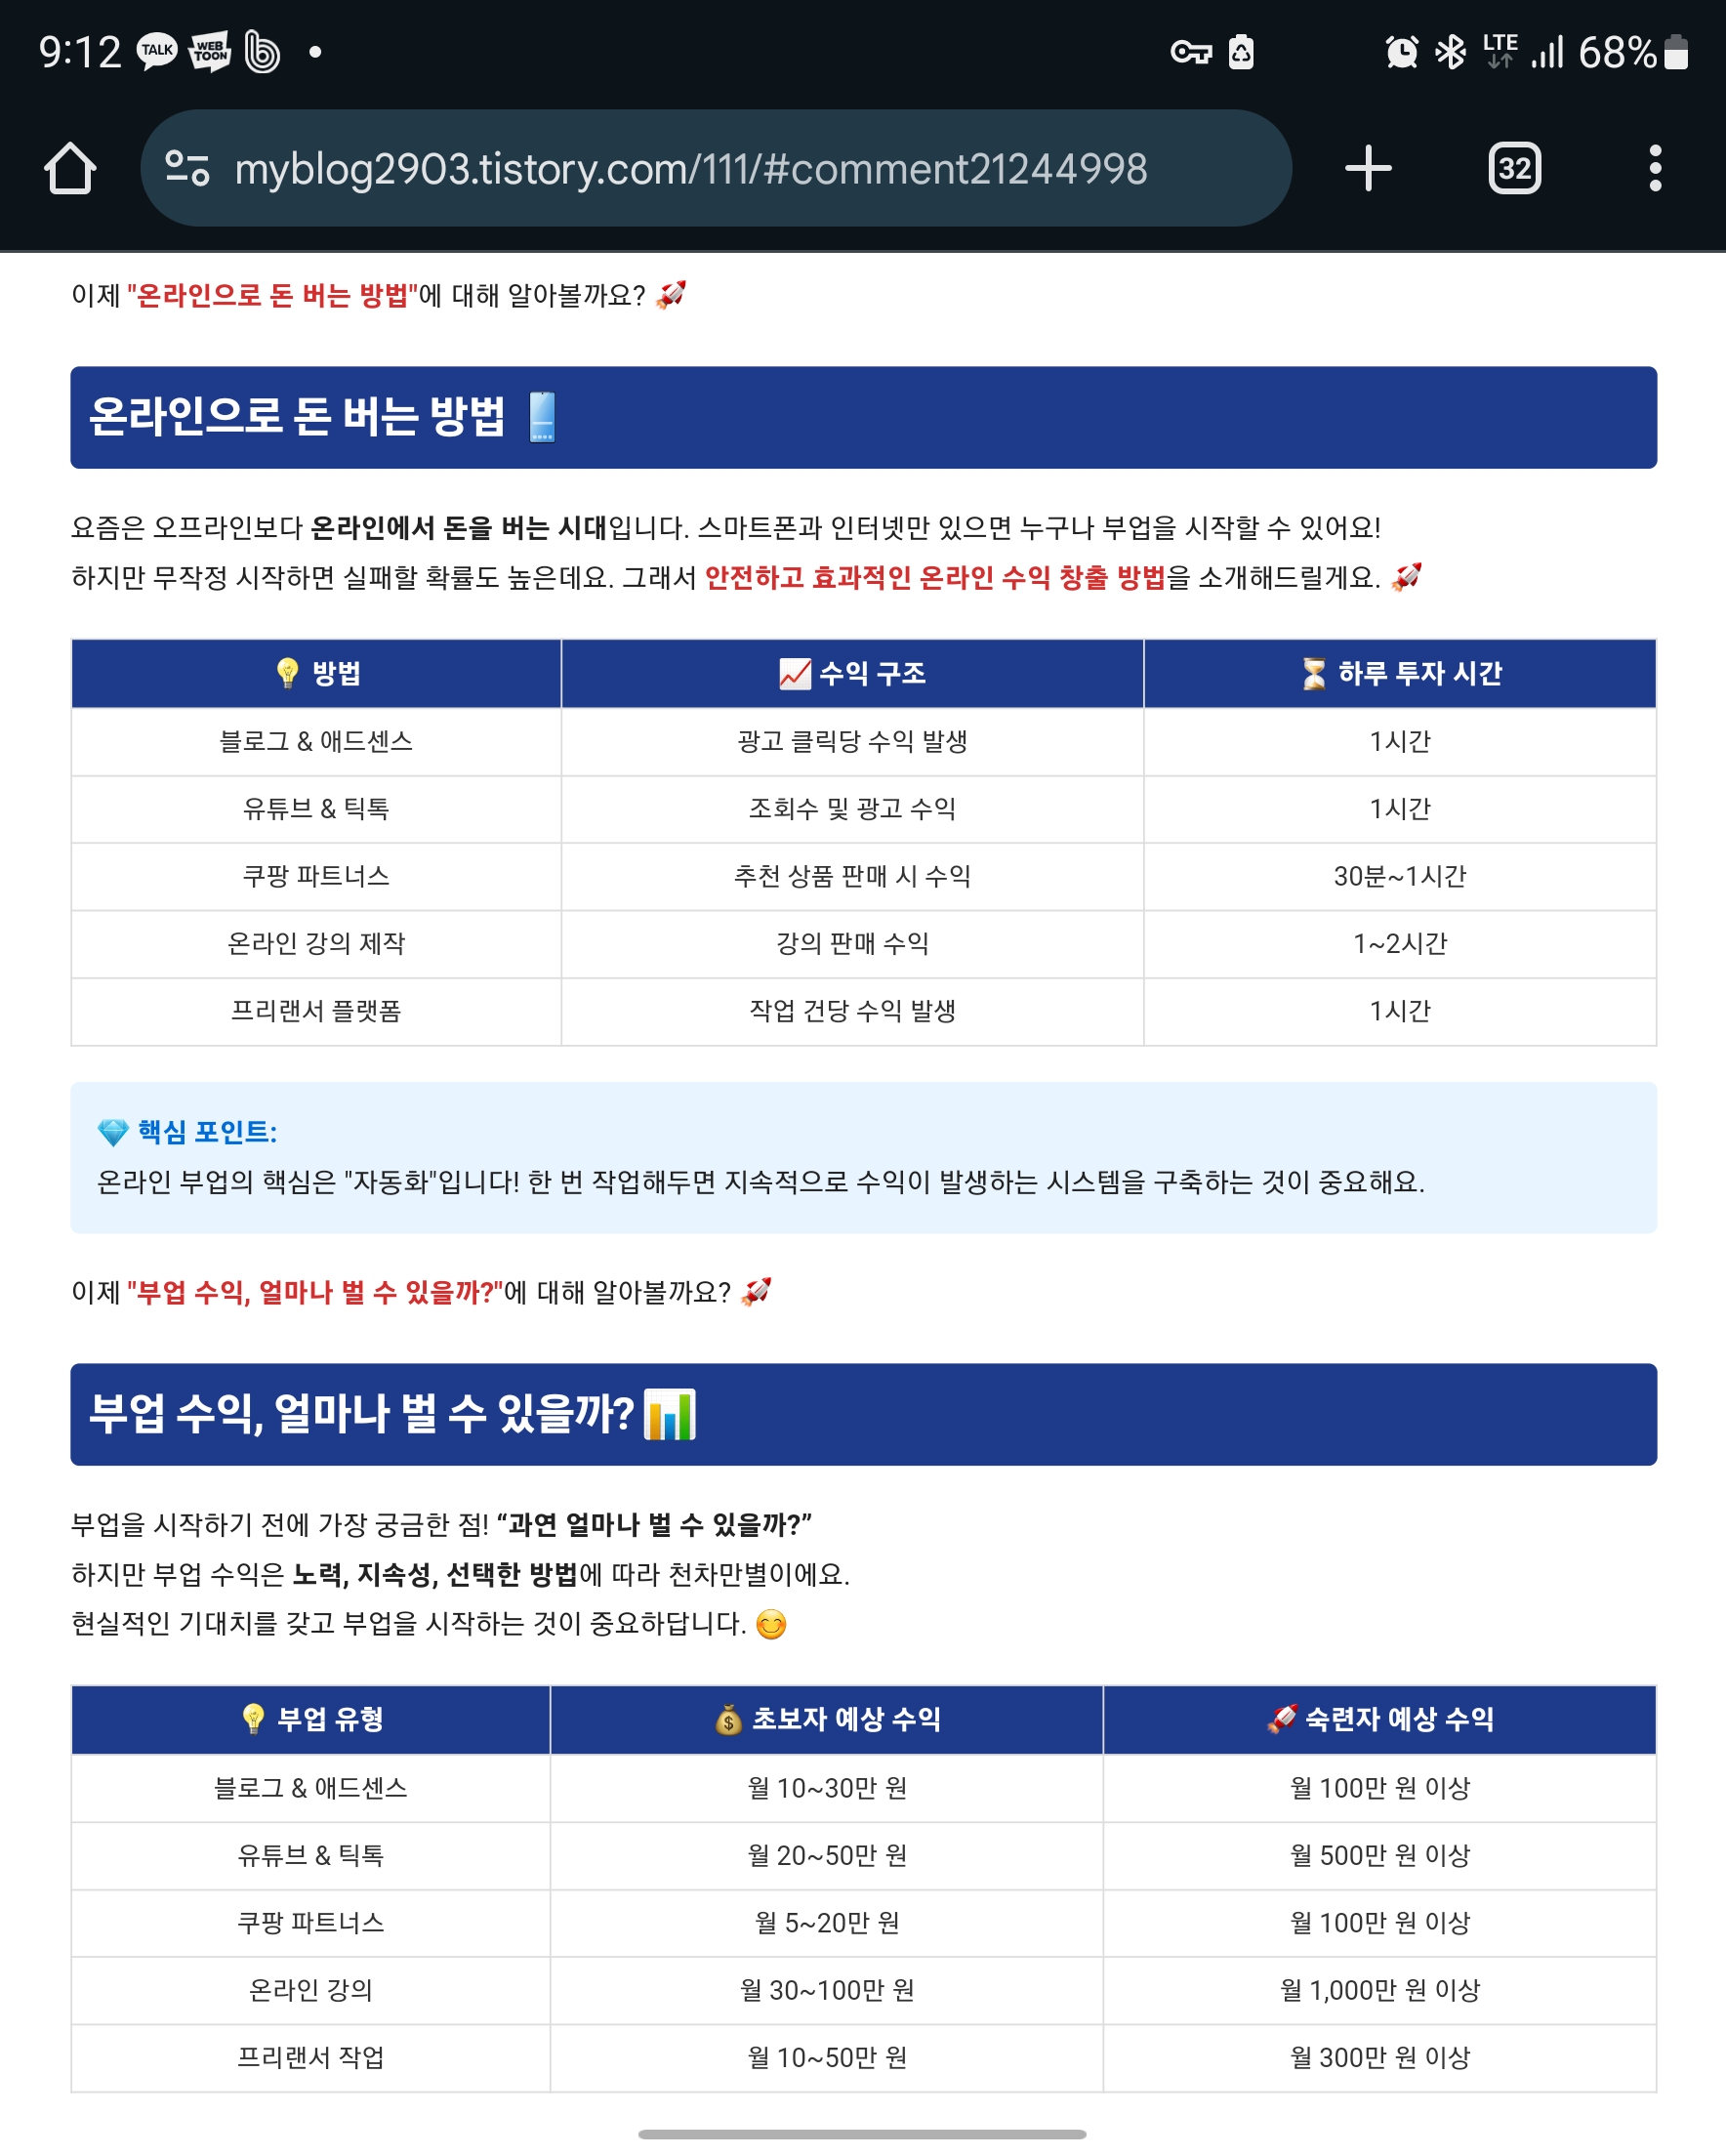 9:12 TALK WEB TOON LTE 68%
myblog2903.tistory.com/111/#comment21244998 32
이제 "온라인으로 돈 버는 방법"에 대해 알아볼까요? 🚀
온라인으로 돈 버는 방법 📱
요즘은 오프라인보다 온라인에서 돈을 버는 시대입니다. 스마트폰과 인터넷만 있으면 누구나 부업을 시작할 수 있어요!
하지만 무작정 시작하면 실패할 확률도 높은데요. 그래서 안전하고 효과적인 온라인 수익 창출 방법을 소개해드릴게요. 🚀
💡 방법 📈 수익 구조 ⏳ 하루 투자 시간
블로그 & 애드센스 광고 클릭당 수익 발생 1시간
유튜브 & 틱톡 조회수 및 광고 수익 1시간
쿠팡 파트너스 추천 상품 판매 시 수익 30분~1시간
온라인 강의 제작 강의 판매 수익 1~2시간
프리랜서 플랫폼 작업 건당 수익 발생 1시간
💎 핵심 포인트:
온라인 부업의 핵심은 "자동화"입니다! 한 번 작업해두면 지속적으로 수익이 발생하는 시스템을 구축하는 것이 중요해요.
이제 "부업 수익, 얼마나 벌 수 있을까?"에 대해 알아볼까요? 🚀
부업 수익, 얼마나 벌 수 있을까? 📊
부업을 시작하기 전에 가장 궁금한 점! “과연 얼마나 벌 수 있을까?”
하지만 부업 수익은 노력, 지속성, 선택한 방법에 따라 천차만별이에요.
현실적인 기대치를 갖고 부업을 시작하는 것이 중요하답니다. 😊
💡 부업 유형 💰 초보자 예상 수익 🚀 숙련자 예상 수익
블로그 & 애드센스 월 10~30만 원 월 100만 원 이상
유튜브 & 틱톡 월 20~50만 원 월 500만 원 이상
쿠팡 파트너스 월 5~20만 원 월 100만 원 이상
온라인 강의 월 30~100만 원 월 1,000만 원 이상
프리랜서 작업 월 10~50만 원 월 300만 원 이상